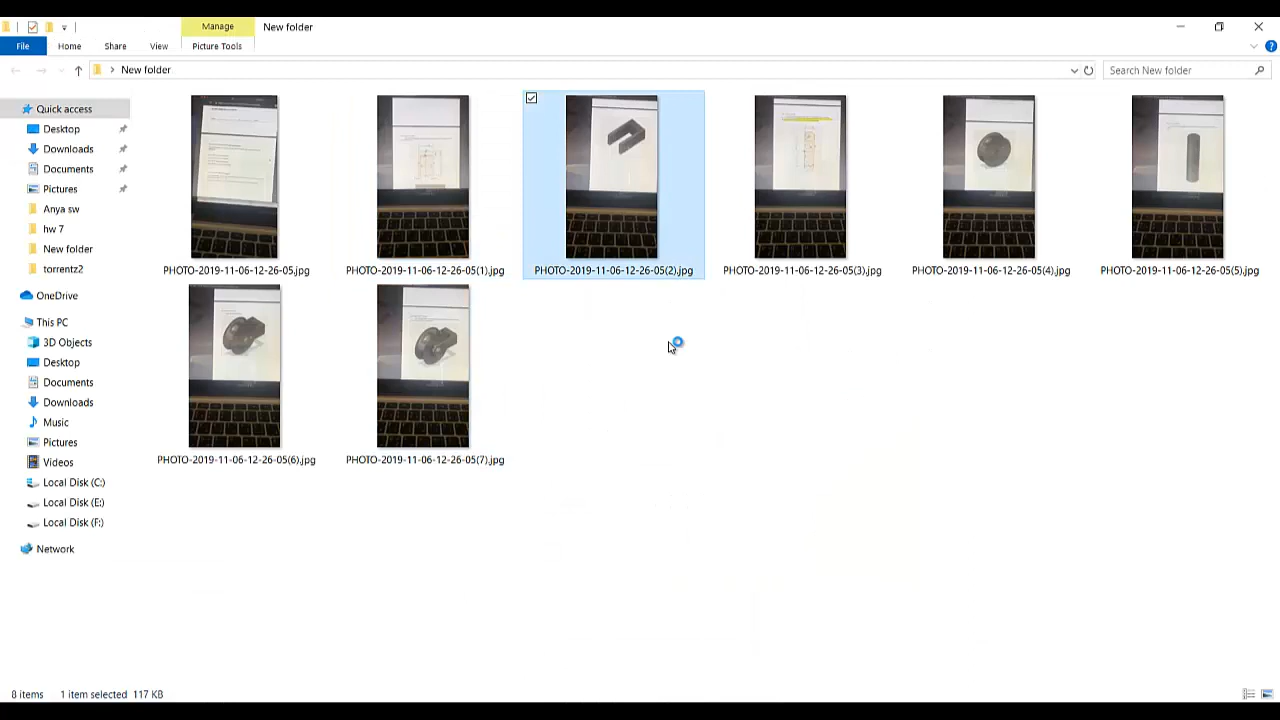 Manage
New folder
File
Home
Share
View
Picture Tools
New folder
Search New folder
Quick access
Desktop
Downloads
Documents
Pictures
Anya sw
hw 7
New folder
torrentz2
OneDrive
This PC
3D Objects
Desktop
Documents
Downloads
Music
Pictures
Videos
Local Disk (C:)
Local Disk (E:)
Local Disk (F:)
Network
PHOTO-2019-11-06-12-26-05.jpg
PHOTO-2019-11-06-12-26-05(1).jpg
PHOTO-2019-11-06-12-26-05(2).jpg
PHOTO-2019-11-06-12-26-05(3).jpg
PHOTO-2019-11-06-12-26-05(4).jpg
PHOTO-2019-11-06-12-26-05(5).jpg
PHOTO-2019-11-06-12-26-05(6).jpg
PHOTO-2019-11-06-12-26-05(7).jpg
8 items 1 item selected 117 KB